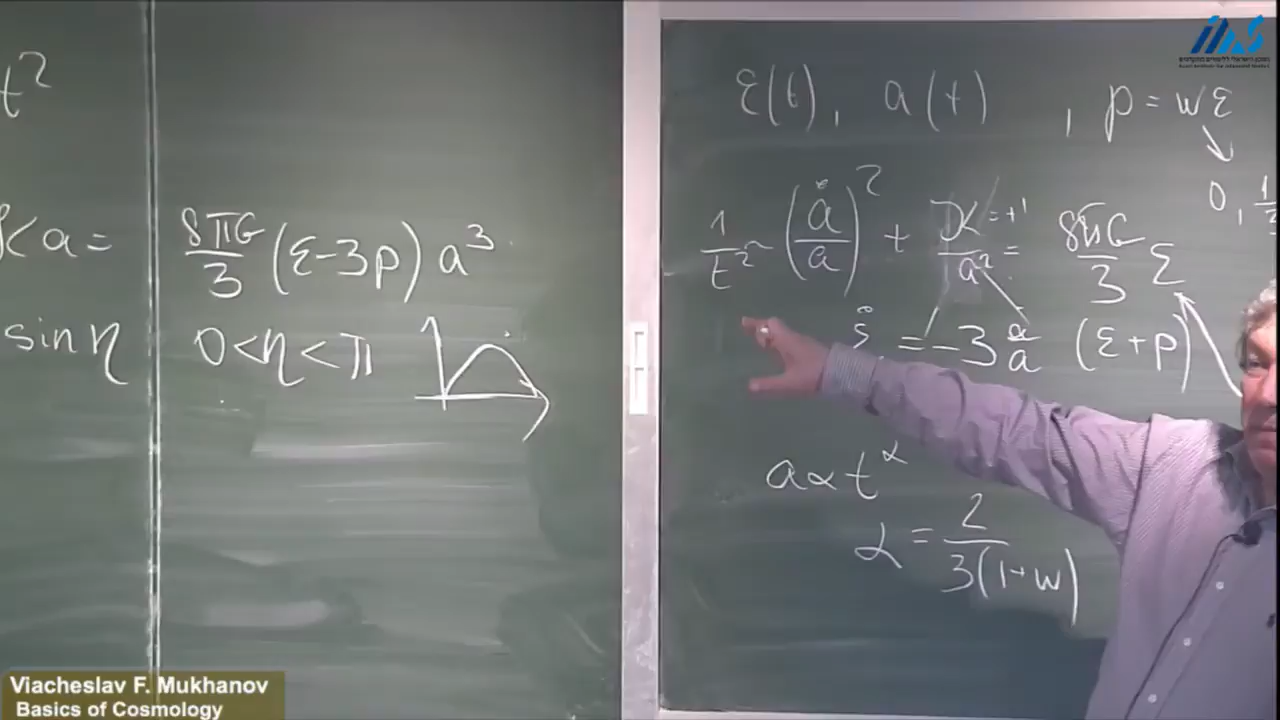 t²
Ka = 8πG/3 (ε-3p) a³
sin η 0<η<π
ε(t), a(t), p = wε
0, 1/3
1/t² ~ (ȧ/a)² + K=+1/a² = 8πG/3 ε
ε̇ = -3 ȧ/a (ε+p)
a ∝ t^α
α = 2/3(1+w)
Viacheslav F. Mukhanov
Basics of Cosmology